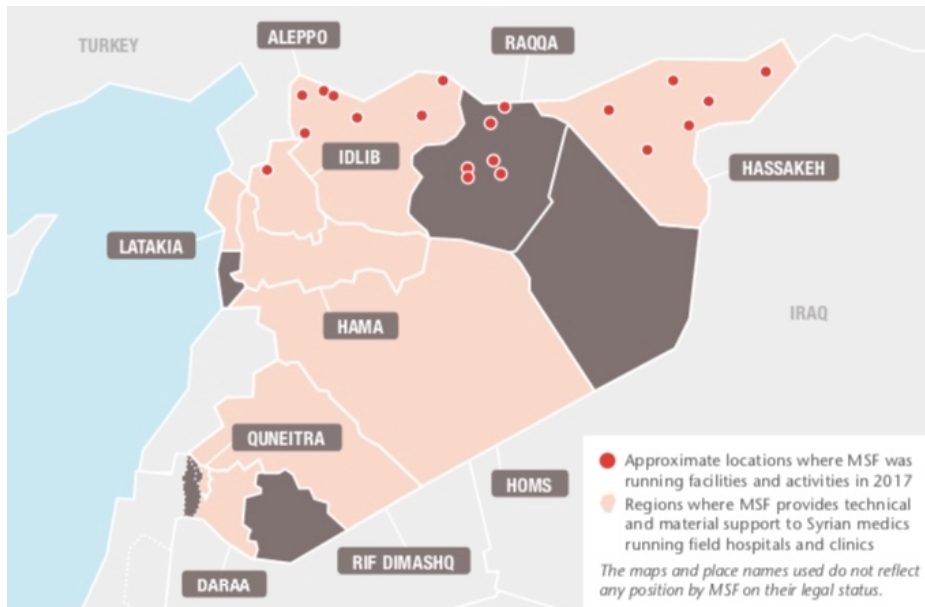 TURKEY
ALEPPO
RAQQA
IDLIB
HASSAKEH
LATAKIA
IRAQ
HAMA
QUNEITRA
HOMS
RIF DIMASHQ
DARAA
Approximate locations where MSF was
running facilities and activities in 2017
Regions where MSF provides technical
and material support to Syrian medics
running field hospitals and clinics
The maps and place names used do not reflect
any position by MSF on their legal status.